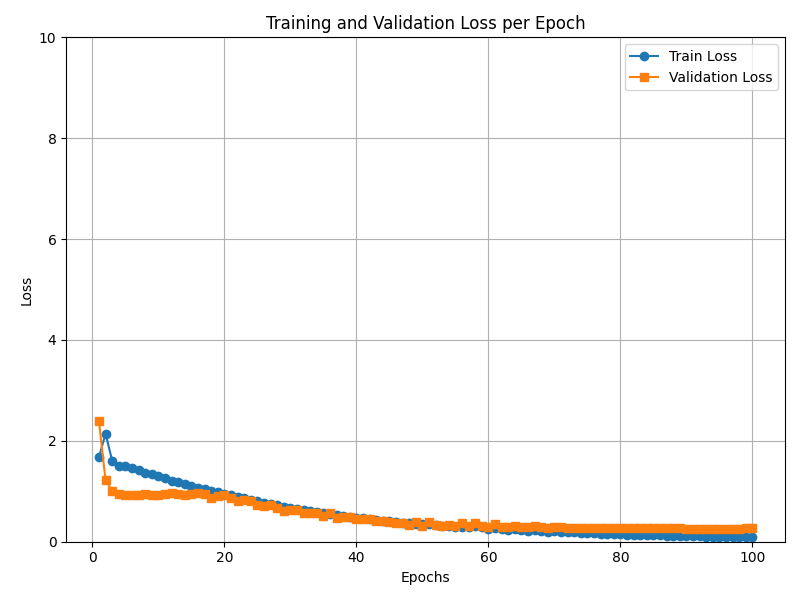 Training and Validation Loss per Epoch
10
8
6
4
2
0
Loss
Train Loss
Validation Loss
0 20 40 60 80 100
Epochs